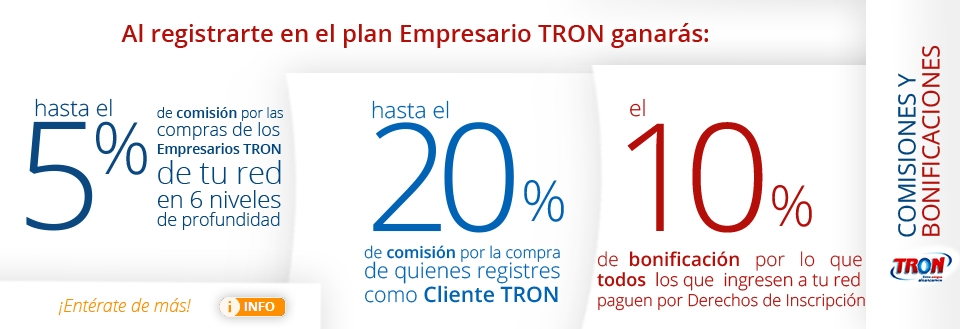 Al registrarte en el plan Empresario TRON ganarás:
hasta el
5%
de comisión por las
compras de los
Empresarios TRON
de tu red
en 6 niveles
de profundidad
hasta el
20%
de comisión por la compra
de quienes registres
como Cliente TRON
el
10%
de bonificación por lo que
todos los que ingresen a tu red
paguen por Derechos de Inscripción
COMISIONES Y
BONIFICACIONES
TRON
¡Entérate de más!
i INFO